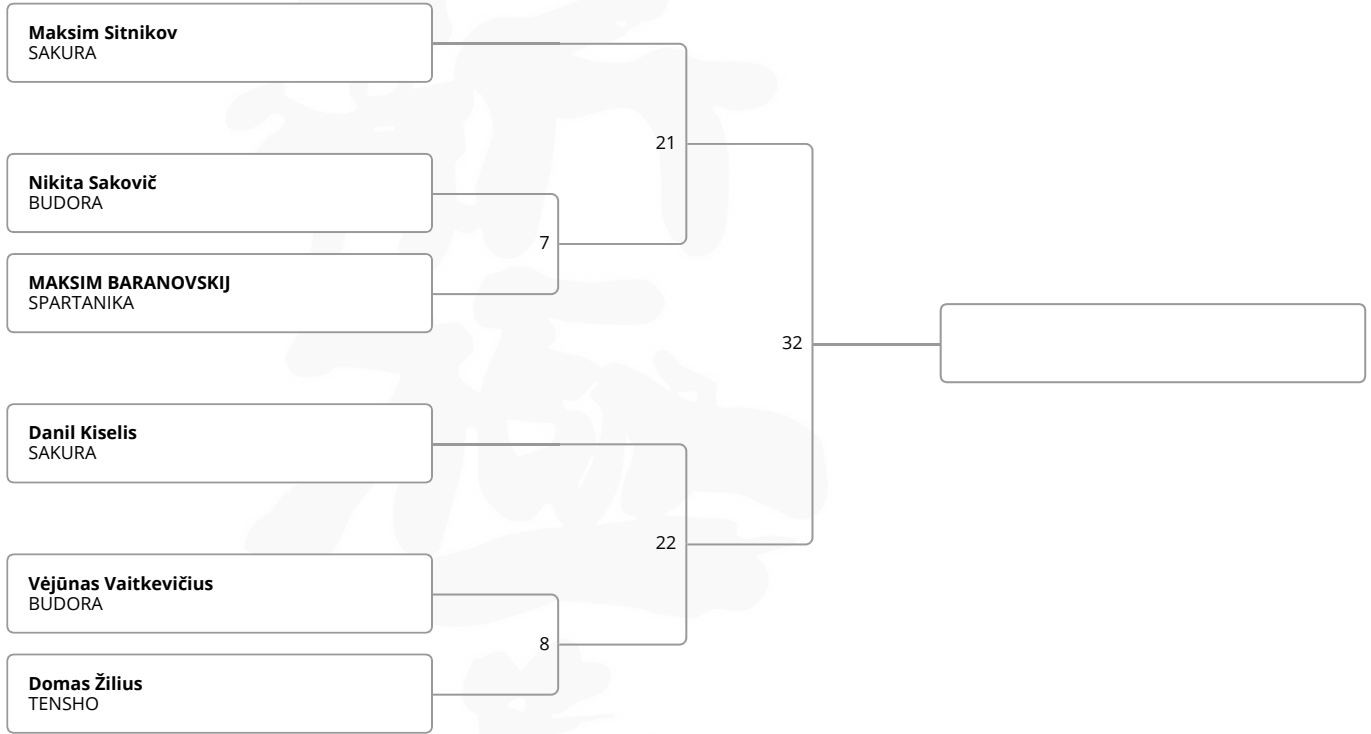 Maksim Sitnikov
SAKURA
21
Nikita Sakovič
BUDORA
7
MAKSIM BARANOVSKIJ
SPARTANIKA
32
Danil Kiselis
SAKURA
22
Vėjūnas Vaitkevičius
BUDORA
8
Domas Žilius
TENSHO